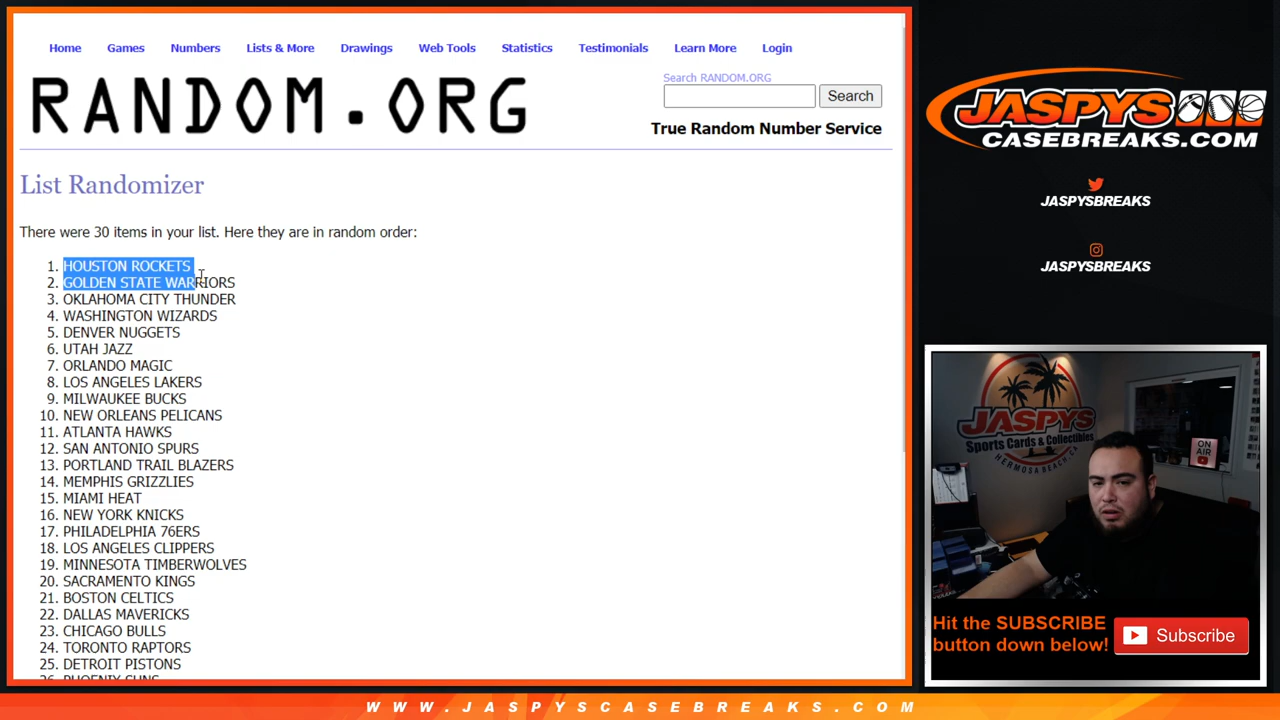 Home Games Numbers Lists & More Drawings Web Tools Statistics Testimonials Learn More Login
RANDOM.ORG
Search RANDOM.ORG
Search
True Random Number Service
List Randomizer
There were 30 items in your list. Here they are in random order:
1. HOUSTON ROCKETS
2. GOLDEN STATE WARRIORS
3. OKLAHOMA CITY THUNDER
4. WASHINGTON WIZARDS
5. DENVER NUGGETS
6. UTAH JAZZ
7. ORLANDO MAGIC
8. LOS ANGELES LAKERS
9. MILWAUKEE BUCKS
10. NEW ORLEANS PELICANS
11. ATLANTA HAWKS
12. SAN ANTONIO SPURS
13. PORTLAND TRAIL BLAZERS
14. MEMPHIS GRIZZLIES
15. MIAMI HEAT
16. NEW YORK KNICKS
17. PHILADELPHIA 76ERS
18. LOS ANGELES CLIPPERS
19. MINNESOTA TIMBERWOLVES
20. SACRAMENTO KINGS
21. BOSTON CELTICS
22. DALLAS MAVERICKS
23. CHICAGO BULLS
24. TORONTO RAPTORS
25. DETROIT PISTONS
26. PHOENIX SUNS
JASPYS
CASEBREAKS.COM
JASPYSBREAKS
JASPYSBREAKS
JASPYS
Sports Cards & Collectibles
HERMOSA BEACH, CA
ON AIR
Hit the SUBSCRIBE
button down below!
Subscribe
WWW.JASPYSCASEBREAKS.COM